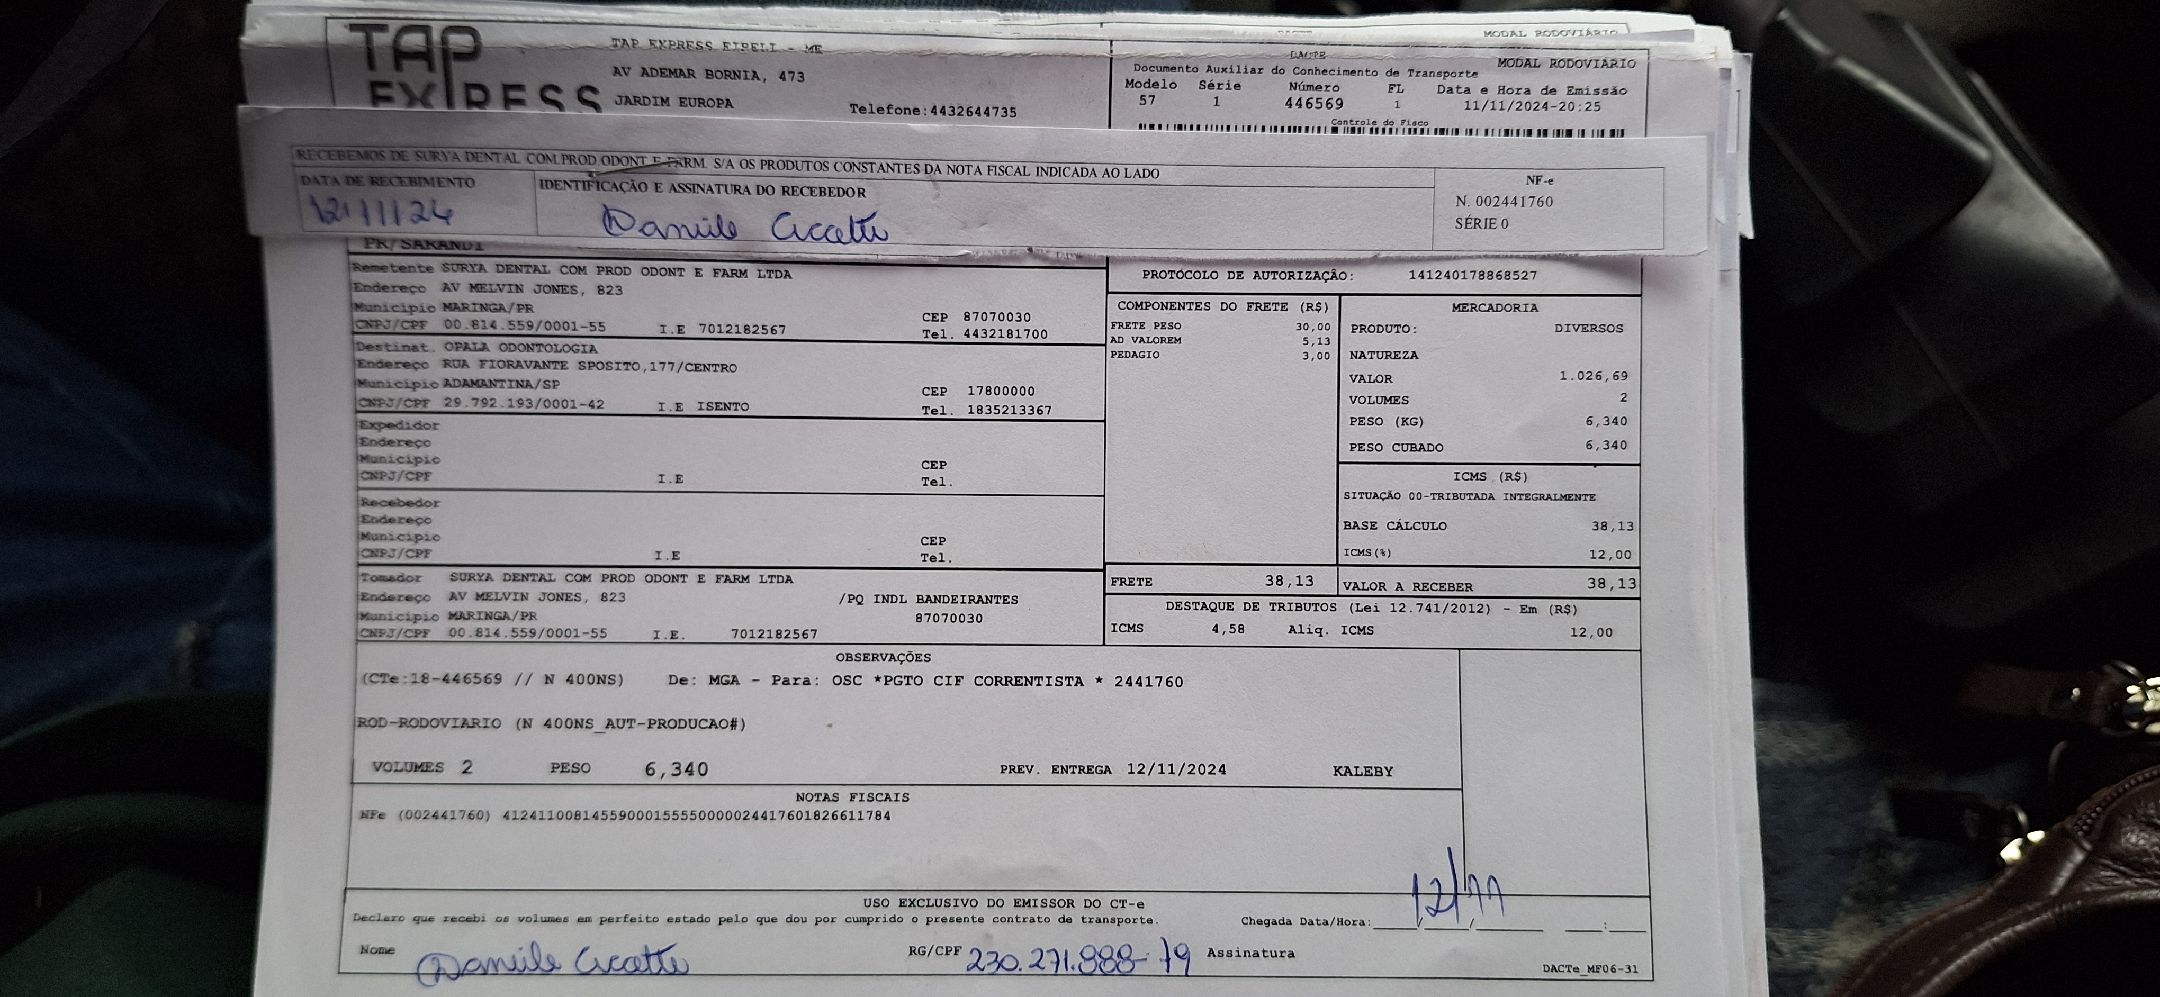 MODAL RODOVIÁRIO
TAP EXPRESS
TAP EXPRESS EIRELI - ME
AV ADEMAR BORNIA, 473
JARDIM EUROPA
Telefone:4432644735
DACTE
MODAL RODOVIÁRIO
Documento Auxiliar do Conhecimento de Transporte
Modelo Série Número FL Data e Hora de Emissão
57 1 446569 1 11/11/2024-20:25
Controle do Fisco
RECEBEMOS DE SURYA DENTAL COM PROD ODONT E FARM. S/A OS PRODUTOS CONSTANTES DA NOTA FISCAL INDICADA AO LADO
DATA DE RECEBIMENTO
12/11/24
IDENTIFICAÇÃO E ASSINATURA DO RECEBEDOR
NF-e
N. 002441760
SÉRIE 0
PR/SARANDI
Remetente SURYA DENTAL COM PROD ODONT E FARM LTDA
Endereço AV MELVIN JONES, 823
Município MARINGA/PR CEP 87070030
CNPJ/CPF 00.814.559/0001-55 I.E 7012182567 Tel. 4432181700
Destinat. OPALA ODONTOLOGIA
Endereço RUA FIORAVANTE SPOSITO,177/CENTRO
Município ADAMANTINA/SP CEP 17800000
CNPJ/CPF 29.792.193/0001-42 I.E ISENTO Tel. 1835213367
Expedidor
Endereço
Município CEP
CNPJ/CPF I.E Tel.
Recebedor
Endereço
Município CEP
CNPJ/CPF I.E Tel.
Tomador SURYA DENTAL COM PROD ODONT E FARM LTDA
Endereço AV MELVIN JONES, 823 /PQ INDL BANDEIRANTES
Município MARINGA/PR 87070030
CNPJ/CPF 00.814.559/0001-55 I.E. 7012182567
PROTOCOLO DE AUTORIZAÇÃO: 141240178868527
COMPONENTES DO FRETE (R$)
FRETE PESO 30,00
AD VALOREM 5,13
PEDAGIO 3,00
MERCADORIA
PRODUTO: DIVERSOS
NATUREZA
VALOR 1.026,69
VOLUMES 2
PESO (KG) 6,340
PESO CUBADO 6,340
ICMS (R$)
SITUAÇÃO 00-TRIBUTADA INTEGRALMENTE
BASE CÁLCULO 38,13
ICMS(%) 12,00
FRETE 38,13 VALOR A RECEBER 38,13
DESTAQUE DE TRIBUTOS (Lei 12.741/2012) - Em (R$)
ICMS 4,58 Aliq. ICMS 12,00
OBSERVAÇÕES
(CTe:18-446569 // N 400NS) De: MGA - Para: OSC *PGTO CIF CORRENTISTA * 2441760
ROD-RODOVIARIO (N 400NS_AUT-PRODUCAO#)
VOLUMES 2 PESO 6,340 PREV. ENTREGA 12/11/2024 KALEBY
NOTAS FISCAIS
NFe (002441760) 41241100814559000155550000024417601826611784
USO EXCLUSIVO DO EMISSOR DO CT-e
Declaro que recebi os volumes em perfeito estado pelo que dou por cumprido o presente contrato de transporte. Chegada Data/Hora: 12/11
Nome RG/CPF 230.271.888-79 Assinatura
DACTe_MF06-31